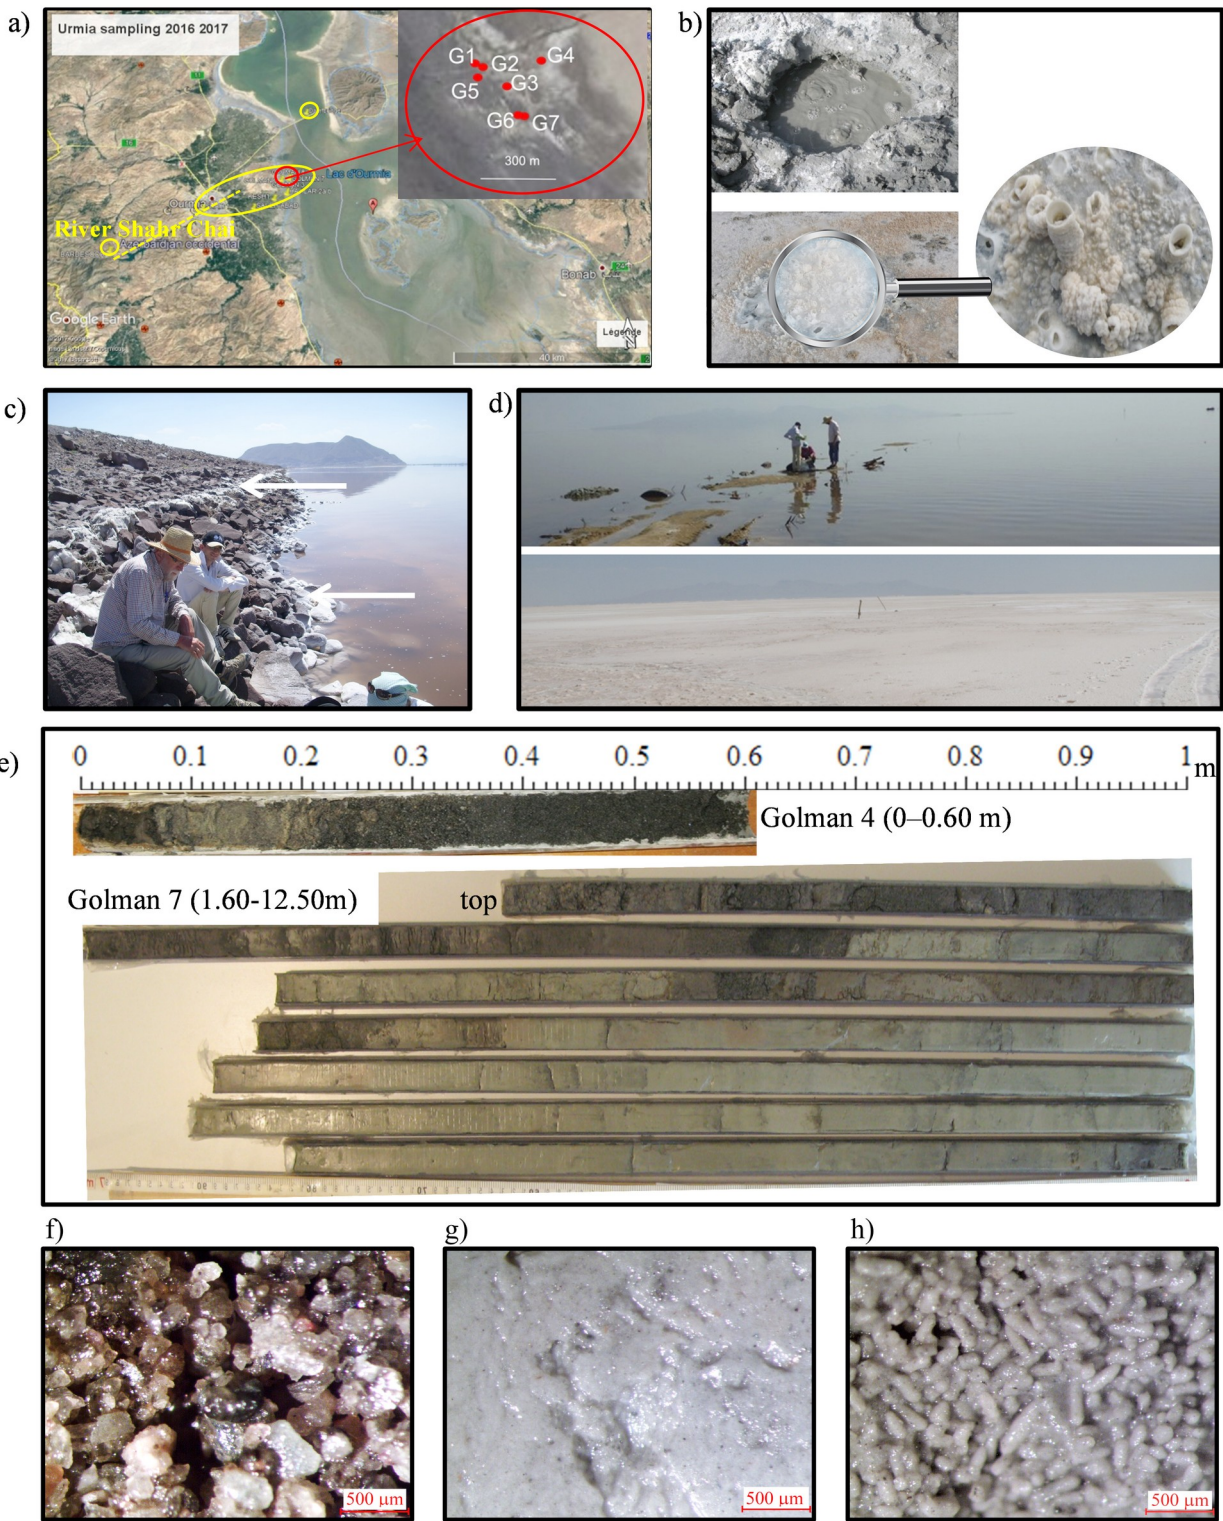 a)
Urmia sampling 2016 2017
G1
G2
G4
G5
G3
G6
G7
300 m
Lac d'Ourmia
River Shahr Chai
Azerbaïdjan occidental
Bonab
Google Earth
Légende
N
40 km
b)
c)
d)
e)
0 0.1 0.2 0.3 0.4 0.5 0.6 0.7 0.8 0.9 1 m
Golman 4 (0–0.60 m)
Golman 7 (1.60-12.50m)
top
f)
g)
h)
500 µm
500 µm
500 µm